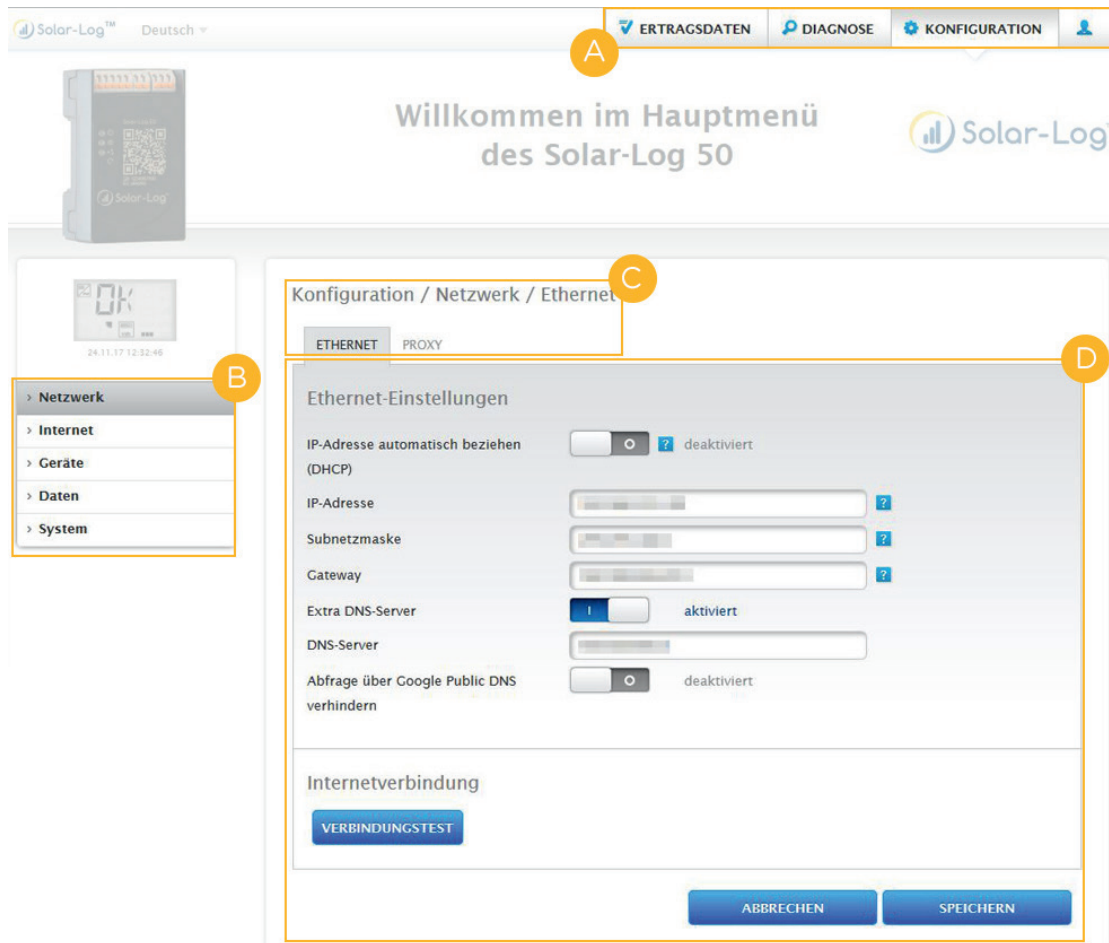 Solar-Log™ Deutsch
A
ERTRAGSDATEN DIAGNOSE KONFIGURATION
Willkommen im Hauptmenü
des Solar-Log 50
Solar-Log
Solar-Log
OK
24.11.17 12:32:46
B
Netzwerk
Internet
Geräte
Daten
System
C
Konfiguration / Netzwerk / Ethernet
ETHERNET PROXY
D
Ethernet-Einstellungen
IP-Adresse automatisch beziehen
(DHCP)
? deaktiviert
IP-Adresse ?
Subnetzmaske ?
Gateway ?
Extra DNS-Server aktiviert
DNS-Server
Abfrage über Google Public DNS
verhindern
deaktiviert
Internetverbindung
VERBINDUNGSTEST
ABBRECHEN SPEICHERN